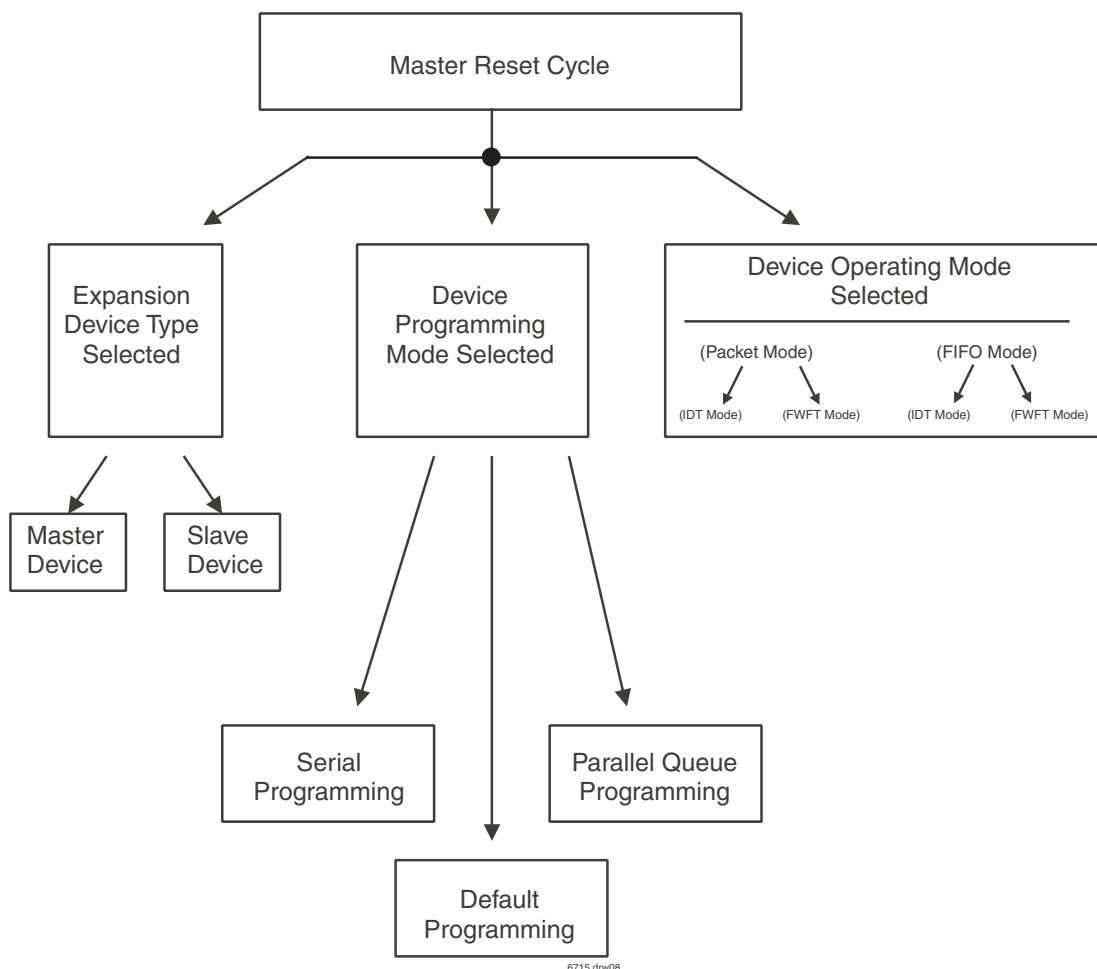 Master Reset Cycle
Expansion
Device Type
Selected
Device
Programming
Mode Selected
Device Operating Mode
Selected
(Packet Mode)
(FIFO Mode)
(IDT Mode)
(FWFT Mode)
(IDT Mode)
(FWFT Mode)
Master
Device
Slave
Device
Serial
Programming
Parallel Queue
Programming
Default
Programming
6715 drw08